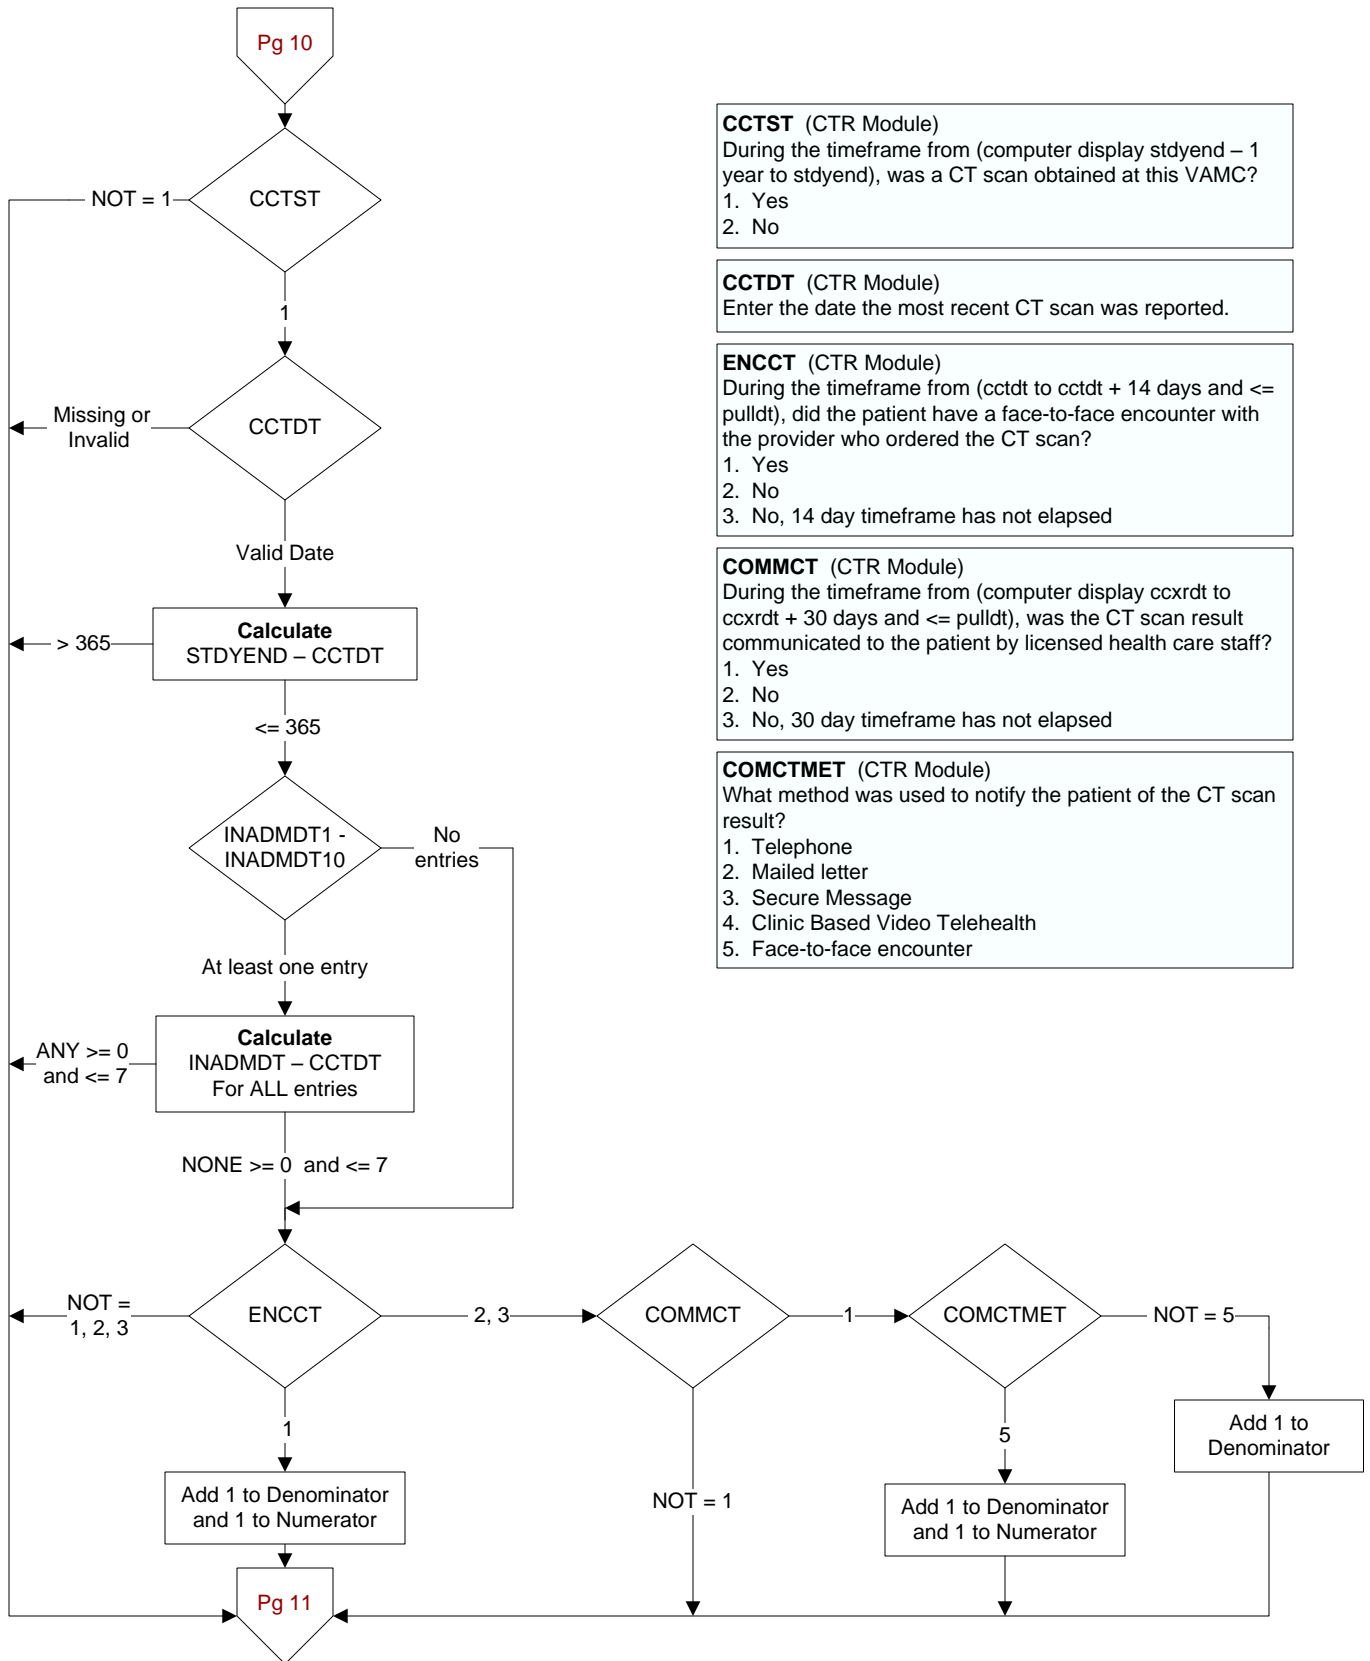 Pg 10
CCTST
NOT = 1
1
CCTDT
Missing or
Invalid
Valid Date
Calculate
STDYEND – CCTDT
> 365
<= 365
INADMDT1 -
INADMDT10
No
entries
At least one entry
Calculate
INADMDT – CCTDT
For ALL entries
ANY >= 0
and <= 7
NONE >= 0 and <= 7
ENCCT
NOT =
1, 2, 3
2, 3
COMMCT
1
COMCTMET
NOT = 5
Add 1 to
Denominator
1
Add 1 to Denominator
and 1 to Numerator
NOT = 1
5
Add 1 to Denominator
and 1 to Numerator
Pg 11
CCTST (CTR Module)
During the timeframe from (computer display stdyend – 1
year to stdyend), was a CT scan obtained at this VAMC?
1. Yes
2. No
CCTDT (CTR Module)
Enter the date the most recent CT scan was reported.
ENCCT (CTR Module)
During the timeframe from (cctdt to cctdt + 14 days and <=
pulldt), did the patient have a face-to-face encounter with
the provider who ordered the CT scan?
1. Yes
2. No
3. No, 14 day timeframe has not elapsed
COMMCT (CTR Module)
During the timeframe from (computer display ccxrdt to
ccxrdt + 30 days and <= pulldt), was the CT scan result
communicated to the patient by licensed health care staff?
1. Yes
2. No
3. No, 30 day timeframe has not elapsed
COMCTMET (CTR Module)
What method was used to notify the patient of the CT scan
result?
1. Telephone
2. Mailed letter
3. Secure Message
4. Clinic Based Video Telehealth
5. Face-to-face encounter